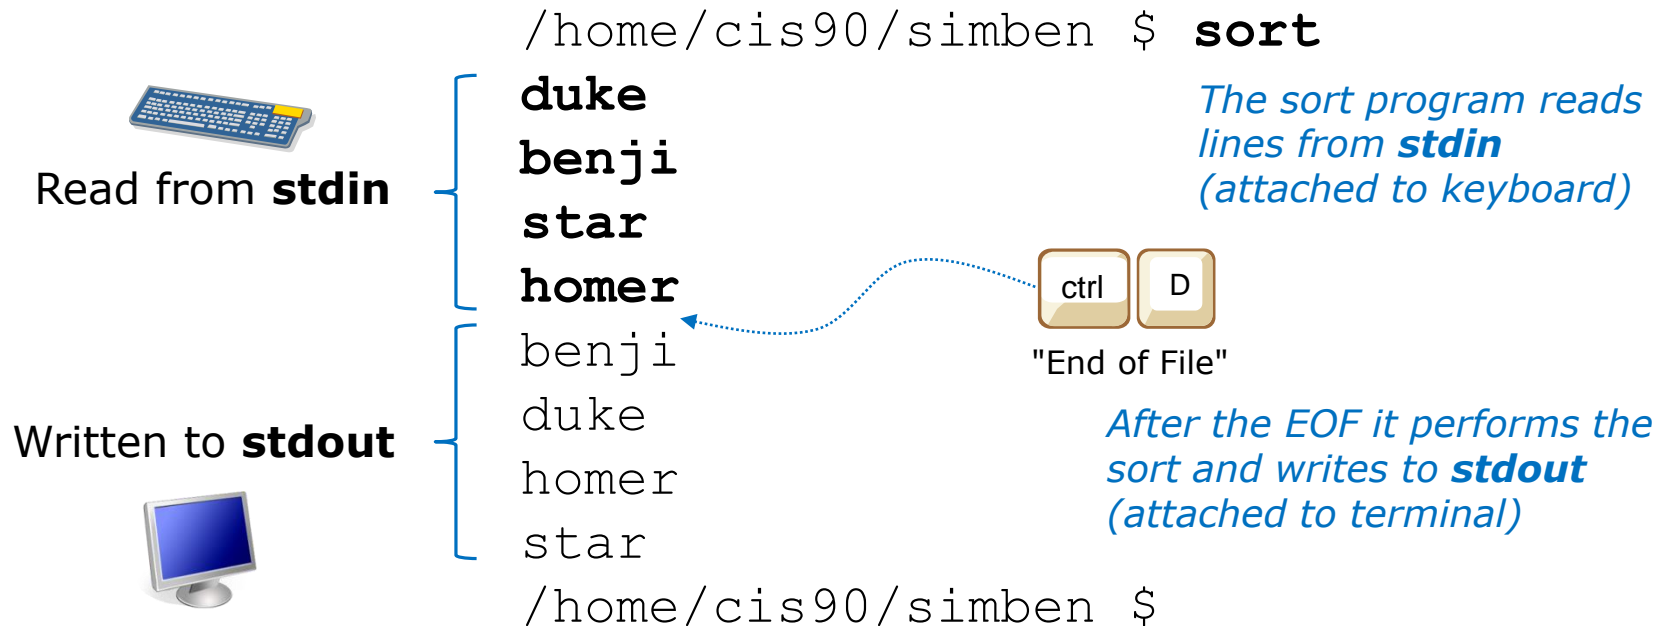 /home/cis90/simben $ sort
duke
benji
star
homer
benji
duke
homer
star
/home/cis90/simben $
Read from stdin
Written to stdout
The sort program reads
lines from stdin
(attached to keyboard)
ctrl
D
"End of File"
After the EOF it performs the
sort and writes to stdout
(attached to terminal)